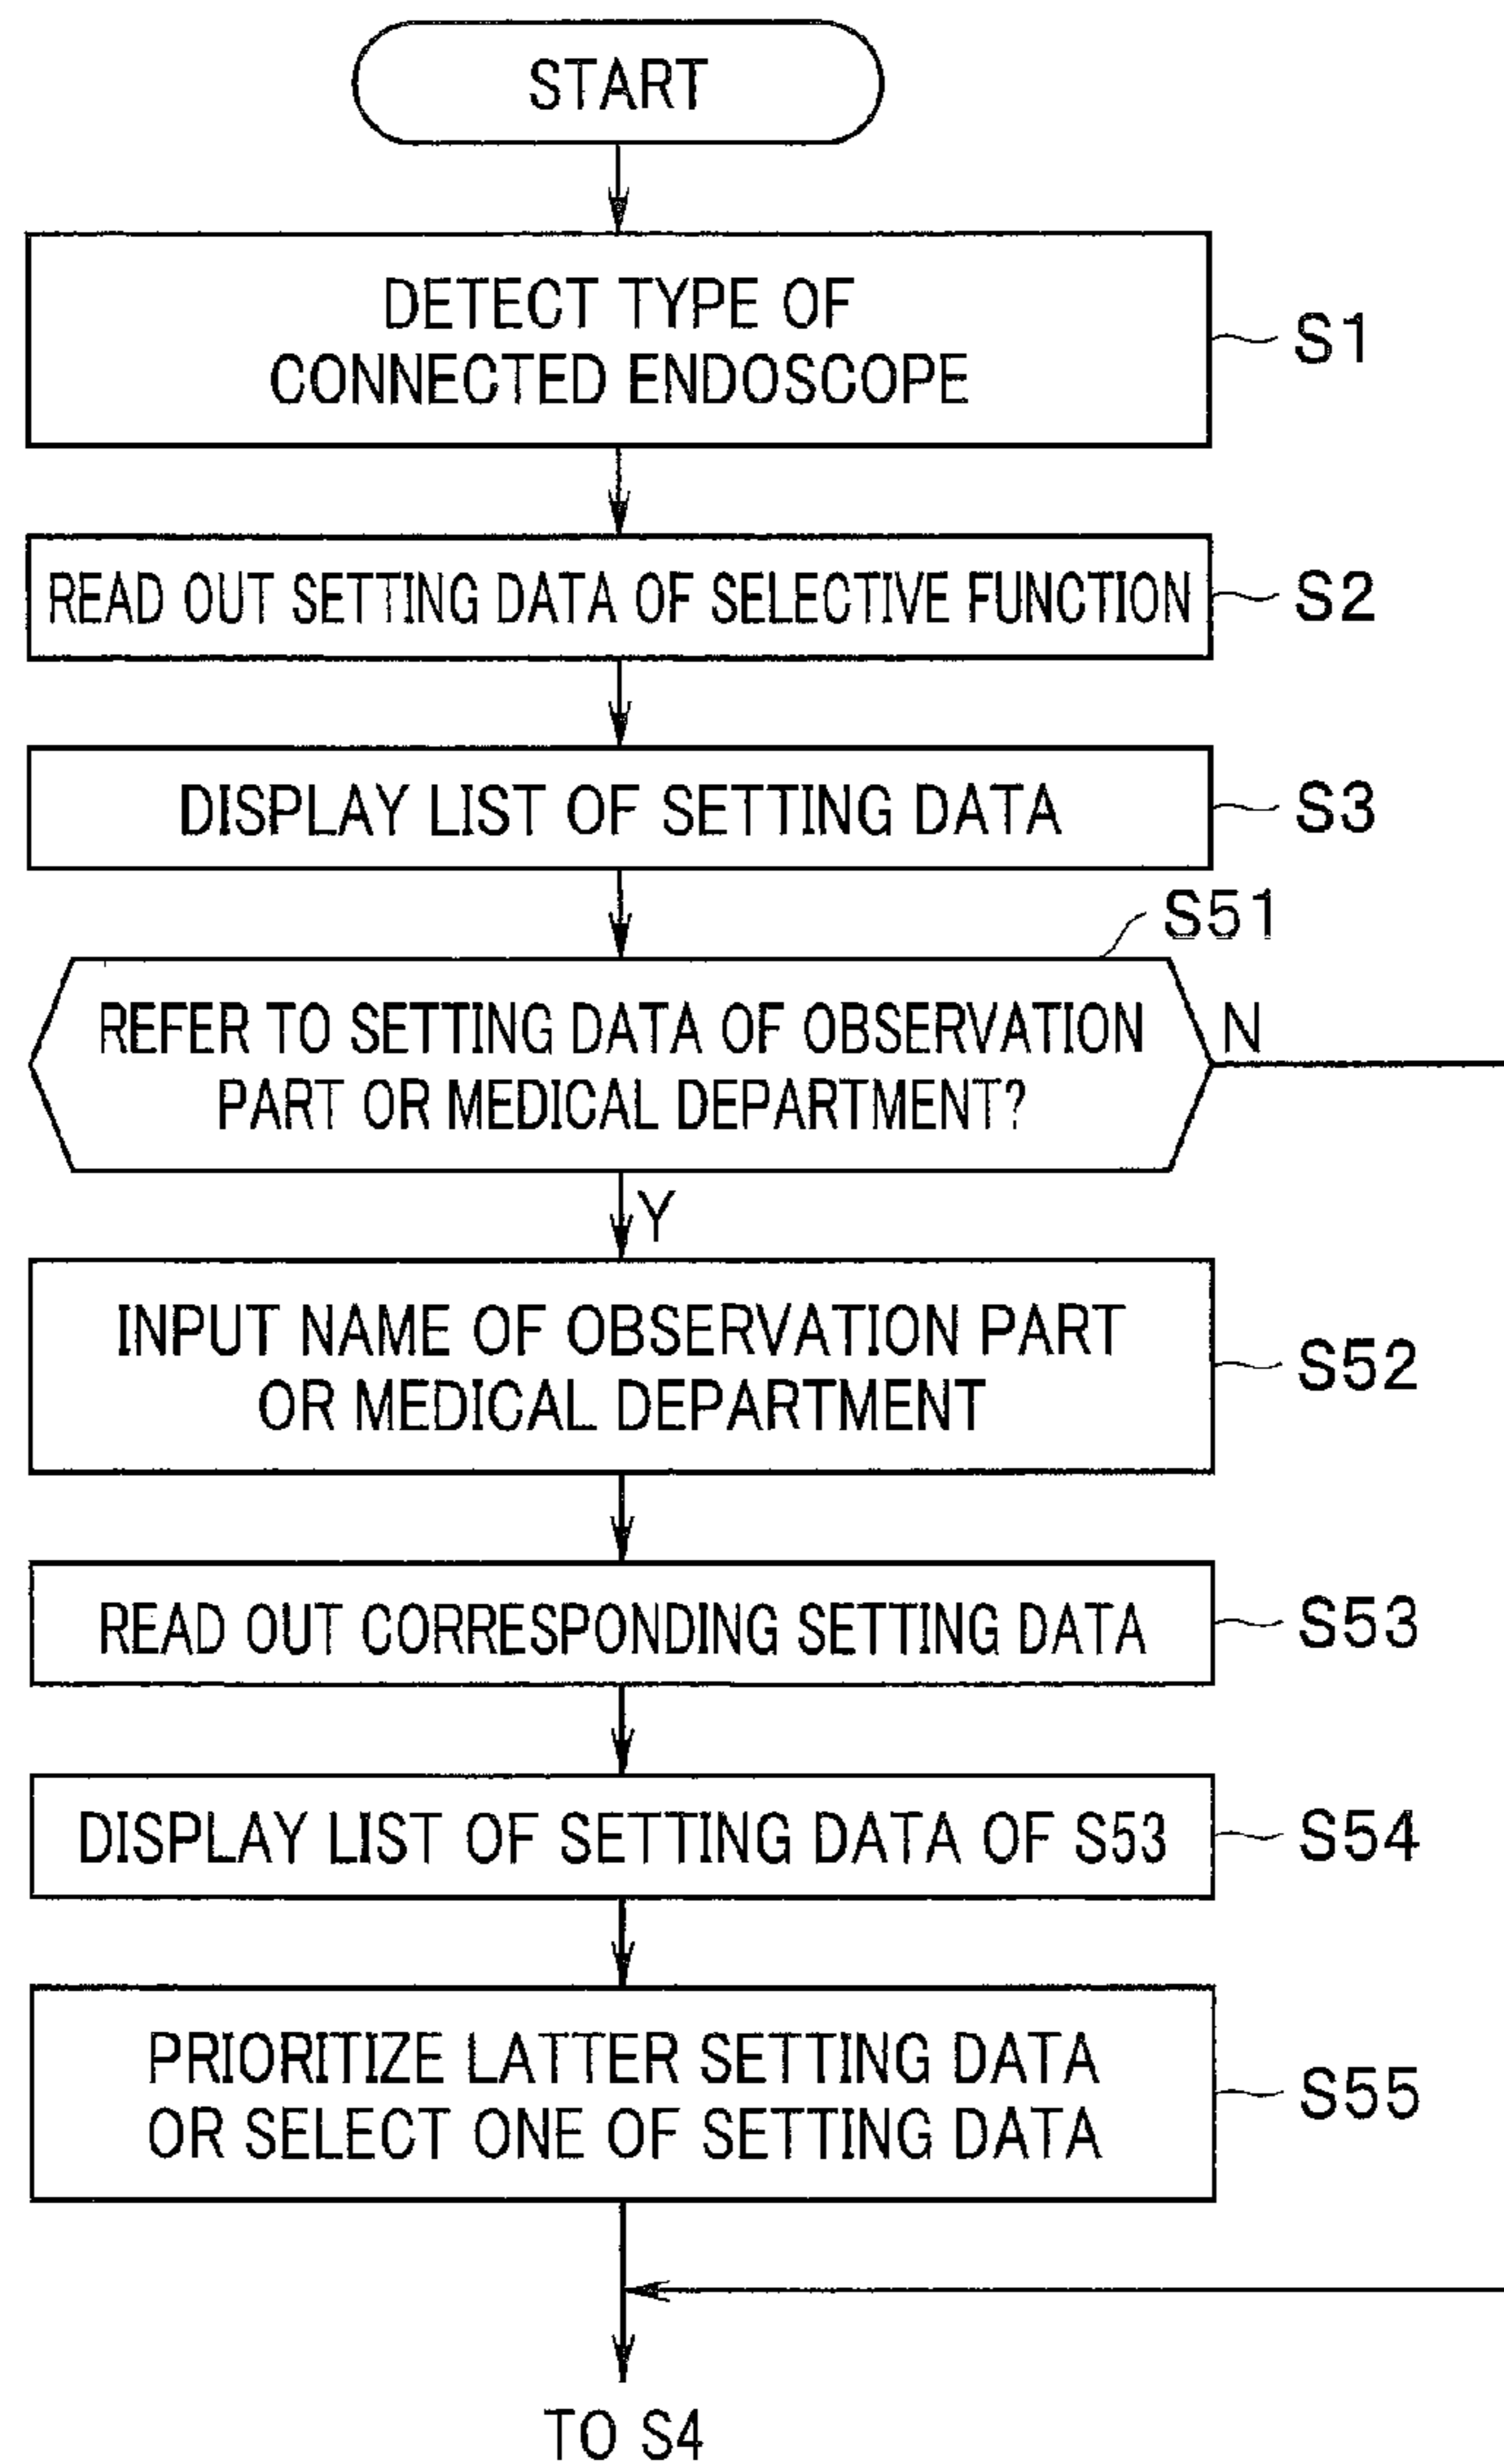 START
DETECT TYPE OF
CONNECTED ENDOSCOPE
S1
READ OUT SETTING DATA OF SELECTIVE FUNCTION
S2
DISPLAY LIST OF SETTING DATA
S3
S51
REFER TO SETTING DATA OF OBSERVATION
PART OR MEDICAL DEPARTMENT?
N
Y
INPUT NAME OF OBSERVATION PART
OR MEDICAL DEPARTMENT
S52
READ OUT CORRESPONDING SETTING DATA
S53
DISPLAY LIST OF SETTING DATA OF S53
S54
PRIORITIZE LATTER SETTING DATA
OR SELECT ONE OF SETTING DATA
S55
TO S4